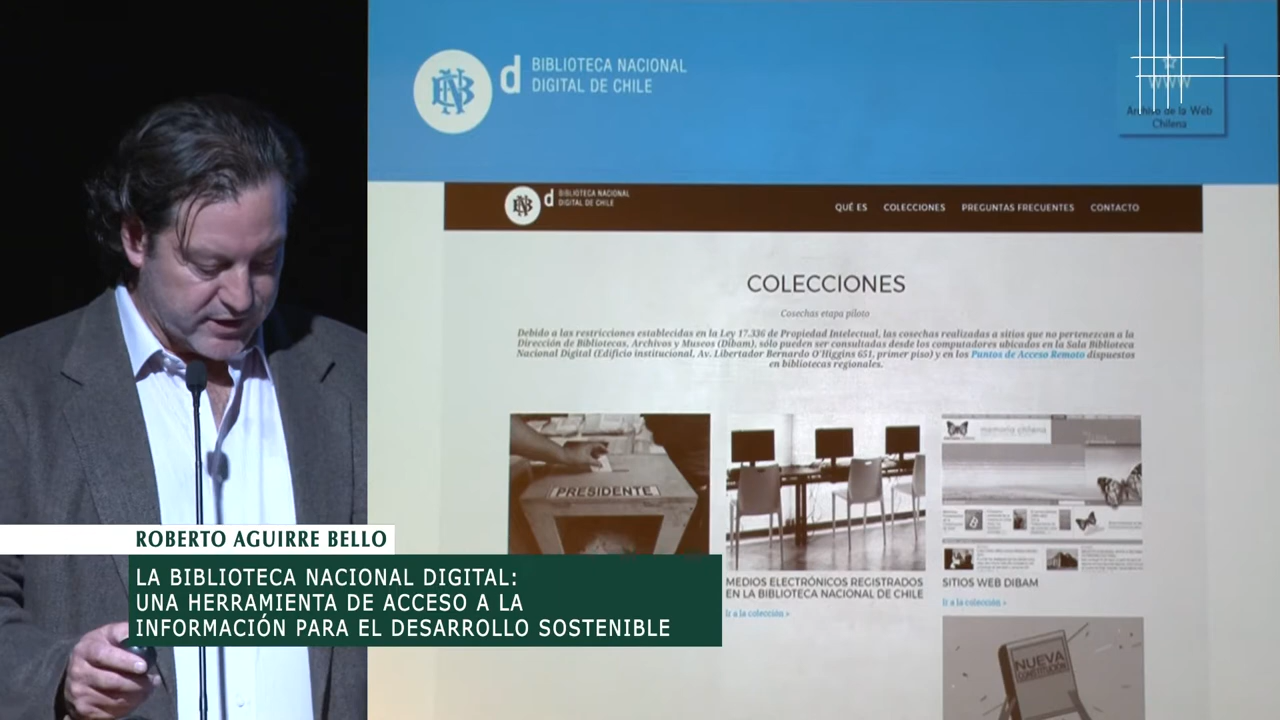 BIBLIOTECA NACIONAL
d DIGITAL DE CHILE
WWW
Archivo de la Web
Chilena
BIBLIOTECA NACIONAL
d DIGITAL DE CHILE
QUÉ ES COLECCIONES PREGUNTAS FRECUENTES CONTACTO
COLECCIONES
Cosechas etapa piloto
Debido a las restricciones establecidas en la Ley 17.336 de Propiedad Intelectual, las cosechas realizadas a sitios que no pertenezcan a la
Dirección de Bibliotecas, Archivos y Museos (Dibam), sólo pueden ser consultadas desde los computadores ubicados en la Sala Biblioteca
Nacional Digital (Edificio institucional, Av. Libertador Bernardo O'Higgins 651, primer piso) y en los Puntos de Acceso Remoto dispuestos
en bibliotecas regionales.
PRESIDENTE
memoria chilena
MEDIOS ELECTRÓNICOS REGISTRADOS
EN LA BIBLIOTECA NACIONAL DE CHILE
Ir a la colección »
SITIOS WEB DIBAM
Ir a la colección »
NUEVA
CONSTITUCIÓN
ROBERTO AGUIRRE BELLO
LA BIBLIOTECA NACIONAL DIGITAL:
UNA HERRAMIENTA DE ACCESO A LA
INFORMACIÓN PARA EL DESARROLLO SOSTENIBLE